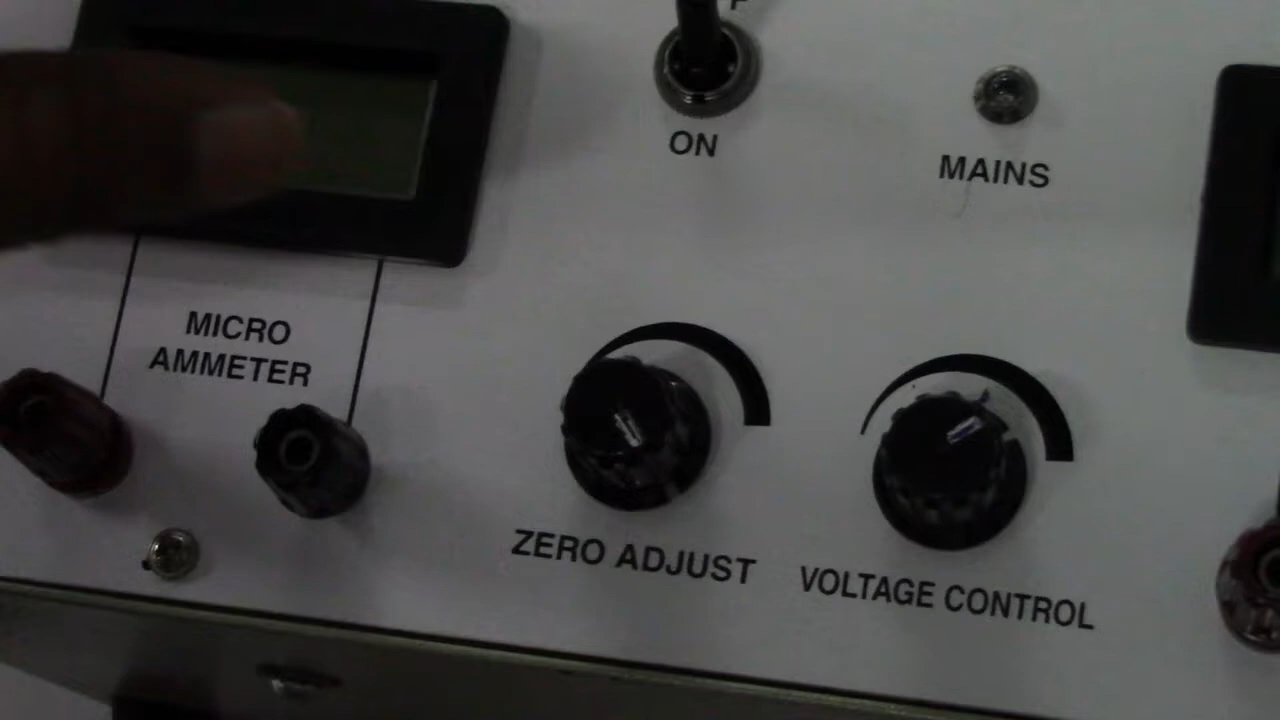 ON
MAINS
MICRO
AMMETER
ZERO ADJUST
VOLTAGE CONTROL